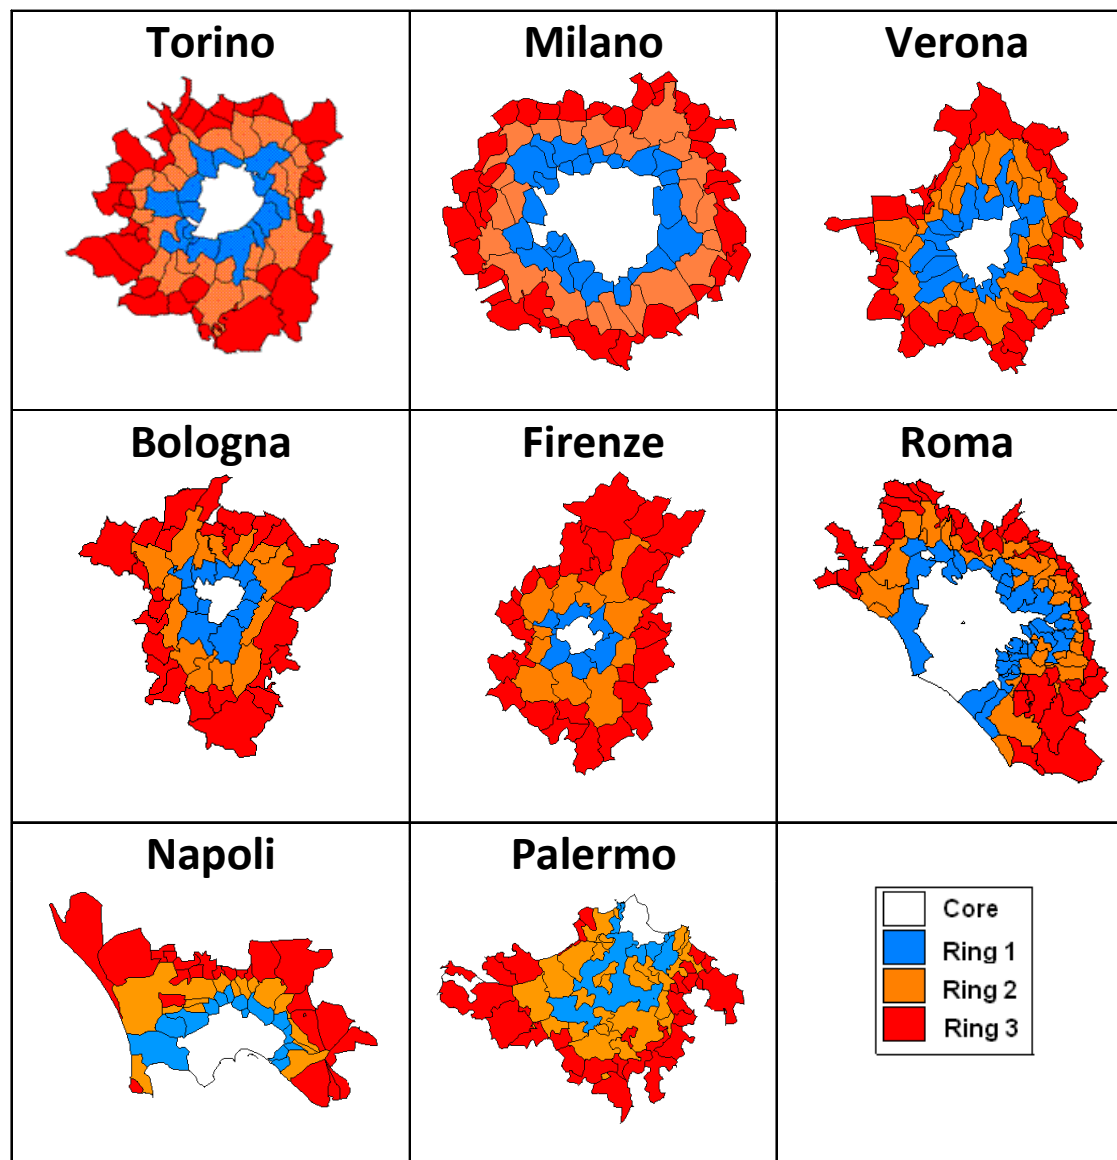 Torino
Milano
Verona
Bologna
Firenze
Roma
Napoli
Palermo
Core
Ring 1
Ring 2
Ring 3